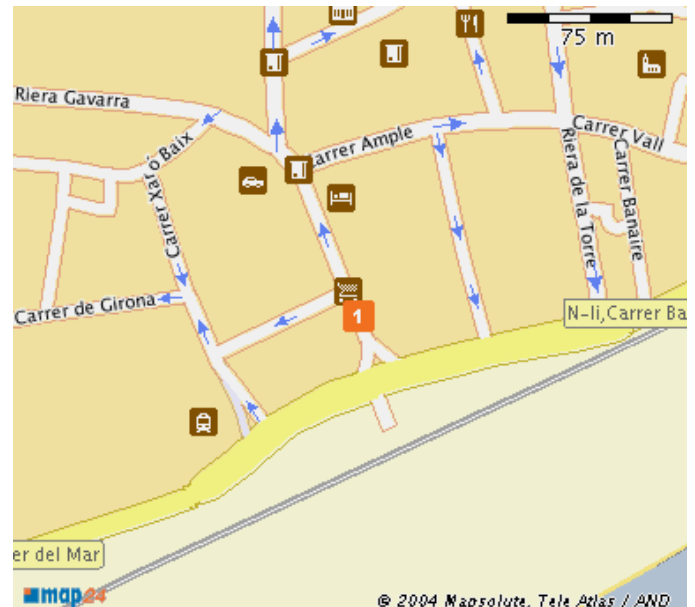 75 m
Riera Gavarra
Carrer Ample
Carrer Vall
Carrer Xaró Baix
Riera de la Torre
Carrer Banaire
Carrer de Girona
N-Ii,Carrer Ba
1
er del Mar
map24
© 2004 Mapsolute, Tele Atlas / AND